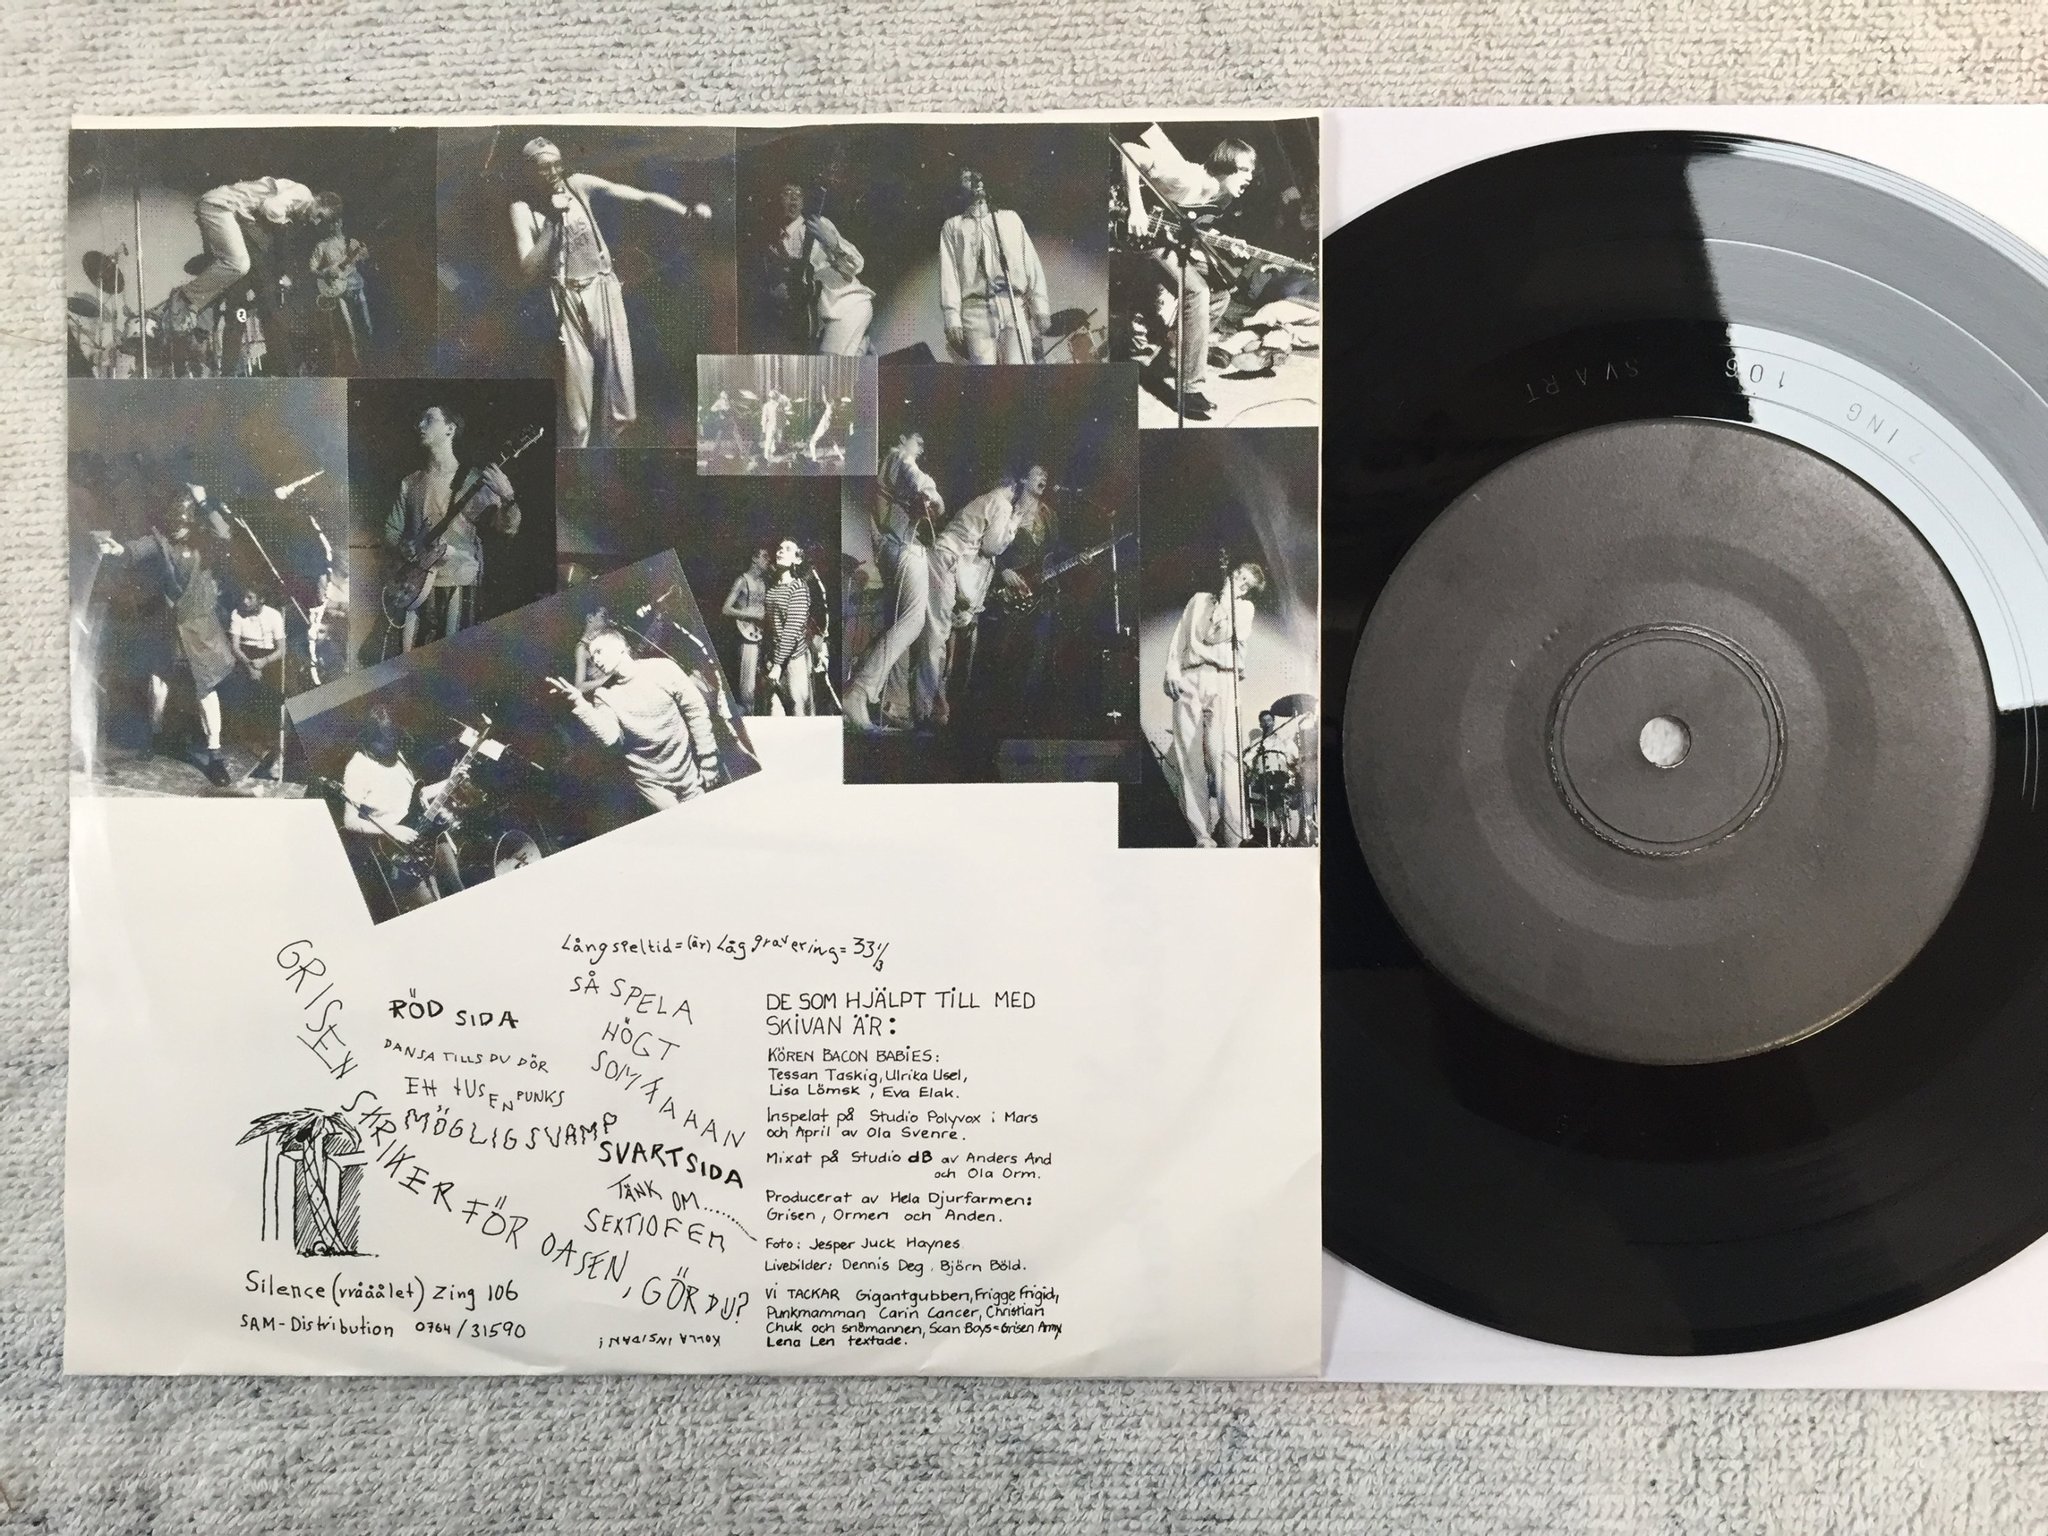 Långspeltid=(är) Låg gravering= 33 1/3
SÅ SPELA
HÖGT
SOM FAAAAN
GRISEN SKRIKER FÖR OASEN, GÖR DU?
RÖD SIDA
DANSA TILLS DU DÖR
Ett tusen punks
MÖGLIG SVAMP
SVART SIDA
TÄNK OM........
SEXTIOFEM
KOLLA INSIDAN!
Silence (vrååålet) Zing 106
SAM-Distribution 0764/31590
DE SOM HJÄLPT TILL MED
SKIVAN ÄR:
KÖREN BACON BABIES:
Tessan Taskig, Ulrika Usel,
Lisa Lömsk, Eva Elak.
Inspelat på Studio Polyvox i Mars
och April av Ola Svenre.
Mixat på Studio dB av Anders And
och Ola Orm.
Producerat av Hela Djurfarmen:
Grisen, Ormen och Anden.
Foto: Jesper Juck Haynes.
Livebilder: Dennis Deg. Björn Böld.
VI TACKAR Gigantgubben, Frigge Frigid,
Punkmamman Carin Cancer, Christian
Chuk och snömannen, Scan Boys=Grisen Army
Lena Len textade.
ZING 106 SVART